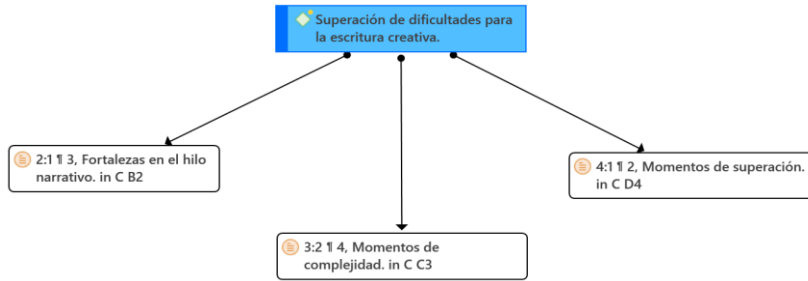 Superación de dificultades para
la escritura creativa.
2:1 ¶ 3, Fortalezas en el hilo
narrativo. in C B2
4:1 ¶ 2, Momentos de superación.
in C D4
3:2 ¶ 4, Momentos de
complejidad. in C C3